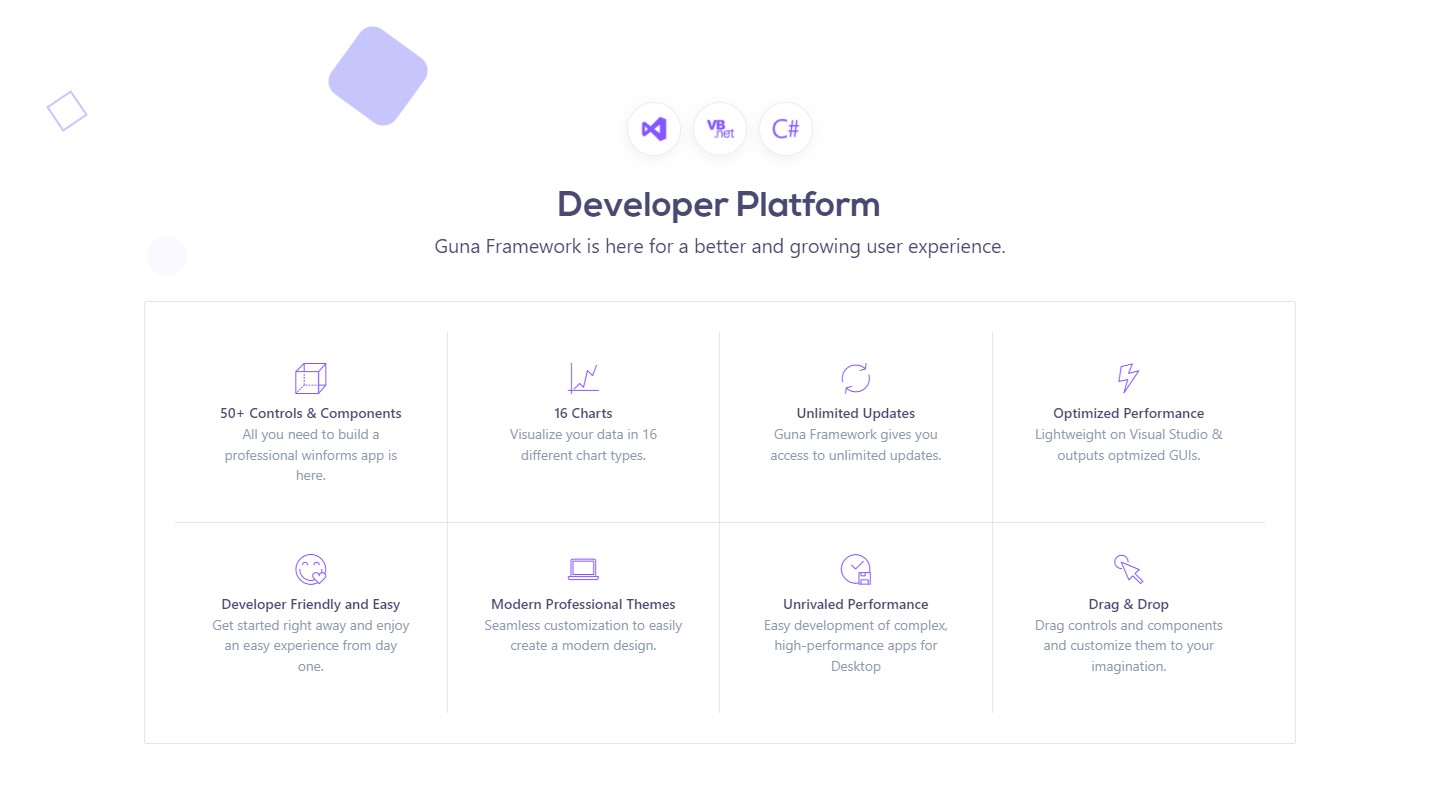 VB
.net
C#
Developer Platform
Guna Framework is here for a better and growing user experience.
50+ Controls & Components
All you need to build a
professional winforms app is
here.
16 Charts
Visualize your data in 16
different chart types.
Unlimited Updates
Guna Framework gives you
access to unlimited updates.
Optimized Performance
Lightweight on Visual Studio &
outputs optmized GUIs.
Developer Friendly and Easy
Get started right away and enjoy
an easy experience from day
one.
Modern Professional Themes
Seamless customization to easily
create a modern design.
Unrivaled Performance
Easy development of complex,
high-performance apps for
Desktop
Drag & Drop
Drag controls and components
and customize them to your
imagination.